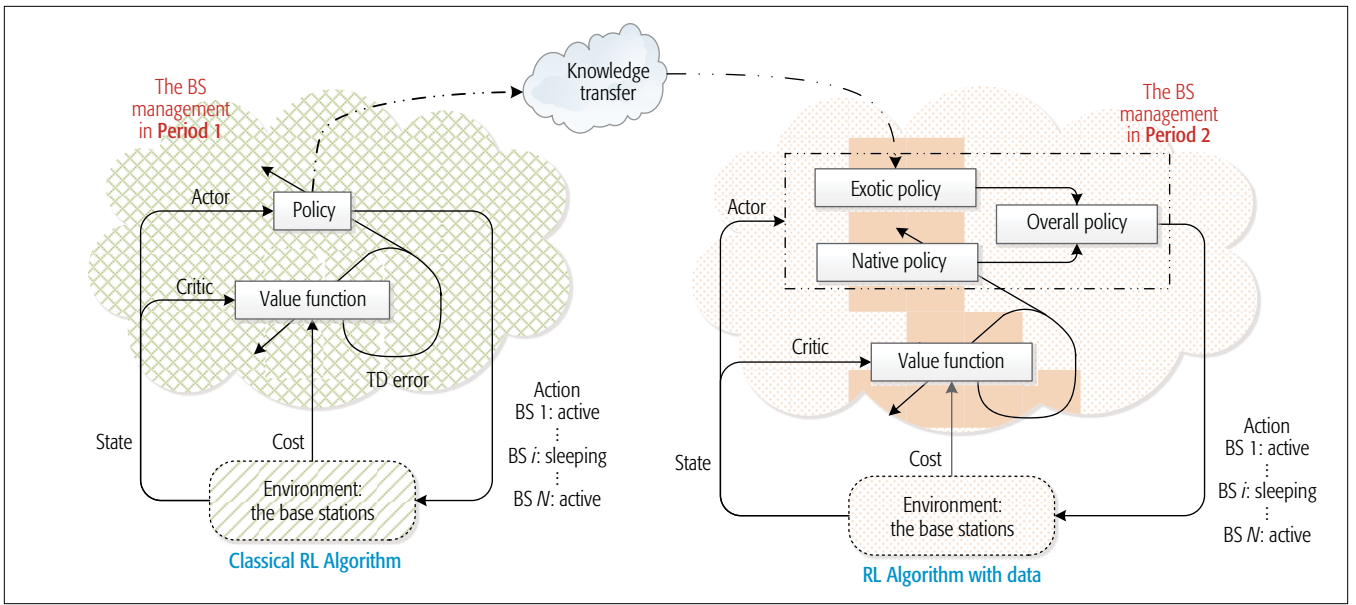 Knowledge
transfer
The BS
management
in Period 1
Actor
Policy
Critic
Value function
TD error
State
Cost
Action
BS 1: active
⋮
BS i: sleeping
⋮
BS N: active
Environment:
the base stations
Classical RL Algorithm
The BS
management
in Period 2
Exotic policy
Actor
Overall policy
Native policy
Critic
Value function
State
Cost
Action
BS 1: active
⋮
BS i: sleeping
⋮
BS N: active
Environment:
the base stations
RL Algorithm with data